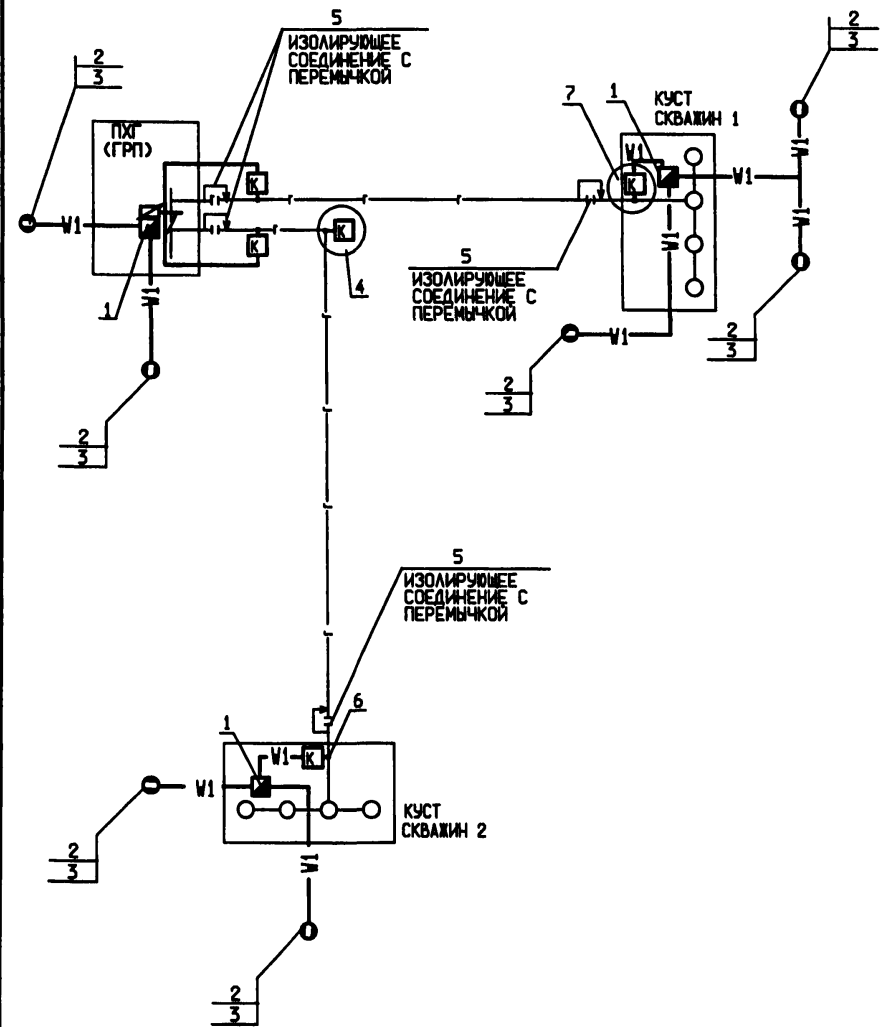 5
ИЗОЛИРУЮЩЕЕ
СОЕДИНЕНИЕ С
ПЕРЕМЫЧКОЙ
2
3
2
3
ПХГ
(ГРП)
7
1
КУСТ
СКВАЖИН 1
К
W1
К
W1
W1
W1
г
г
г
г
К
К
W1
W1
W1
4
5
ИЗОЛИРУЮЩЕЕ
СОЕДИНЕНИЕ С
ПЕРЕМЫЧКОЙ
1
W1
W1
2
3
2
3
2
3
г
г
г
г
5
ИЗОЛИРУЮЩЕЕ
СОЕДИНЕНИЕ С
ПЕРЕМЫЧКОЙ
6
1
W1
К
W1
КУСТ
СКВАЖИН 2
W1
2
3
2
3